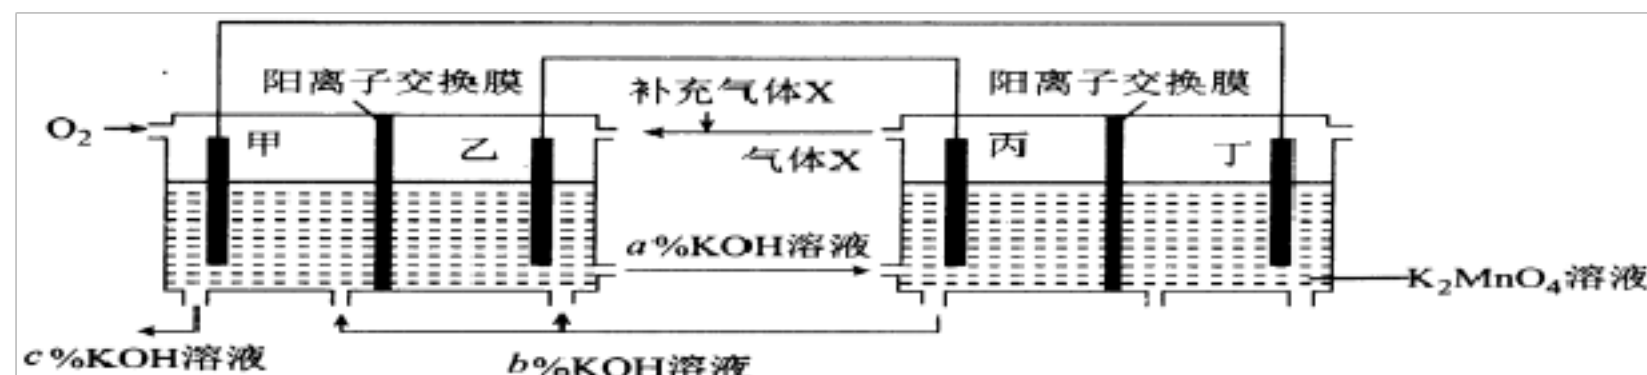 阳离子交换膜
补充气体X
阳离子交换膜
O₂
甲
乙
气体X
丙
丁
a%KOH溶液
K₂MnO₄溶液
c%KOH溶液
b%KOH溶液